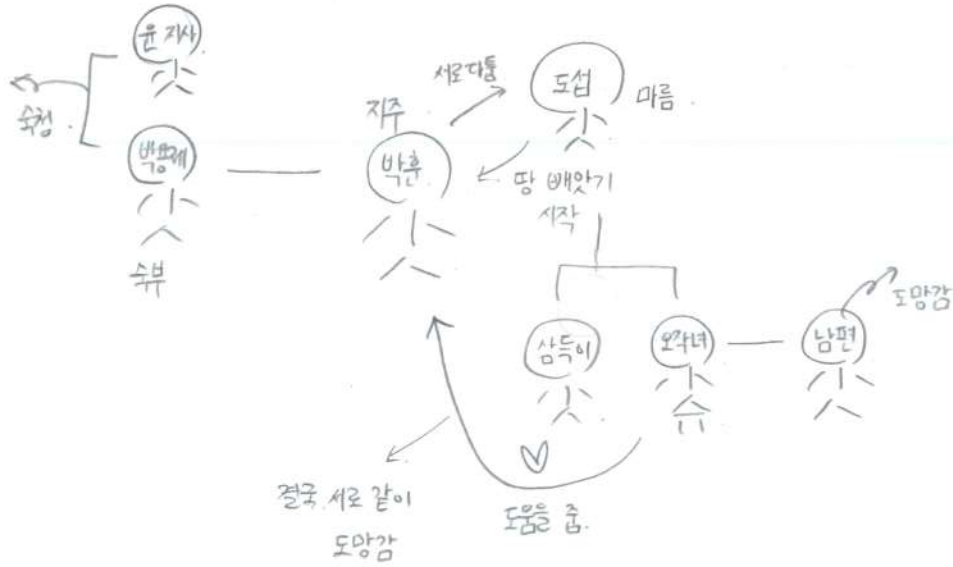 윤 지사
숙청.
박용제
숙부
지주
박훈
서로 다툼
도섭
마름.
땅 빼앗기
시작
삼득이
오작녀
남편
도망감
도움을 줌.
결국 서로 같이
도망감